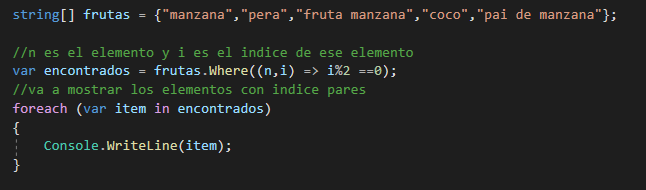 string[] frutas = {"manzana","pera","fruta manzana","coco","pai de manzana"};
//n es el elemento y i es el indice de ese elemento
var encontrados = frutas.Where((n,i) => i%2 ==0);
//va a mostrar los elementos con indice pares
foreach (var item in encontrados)
{
    Console.WriteLine(item);
}